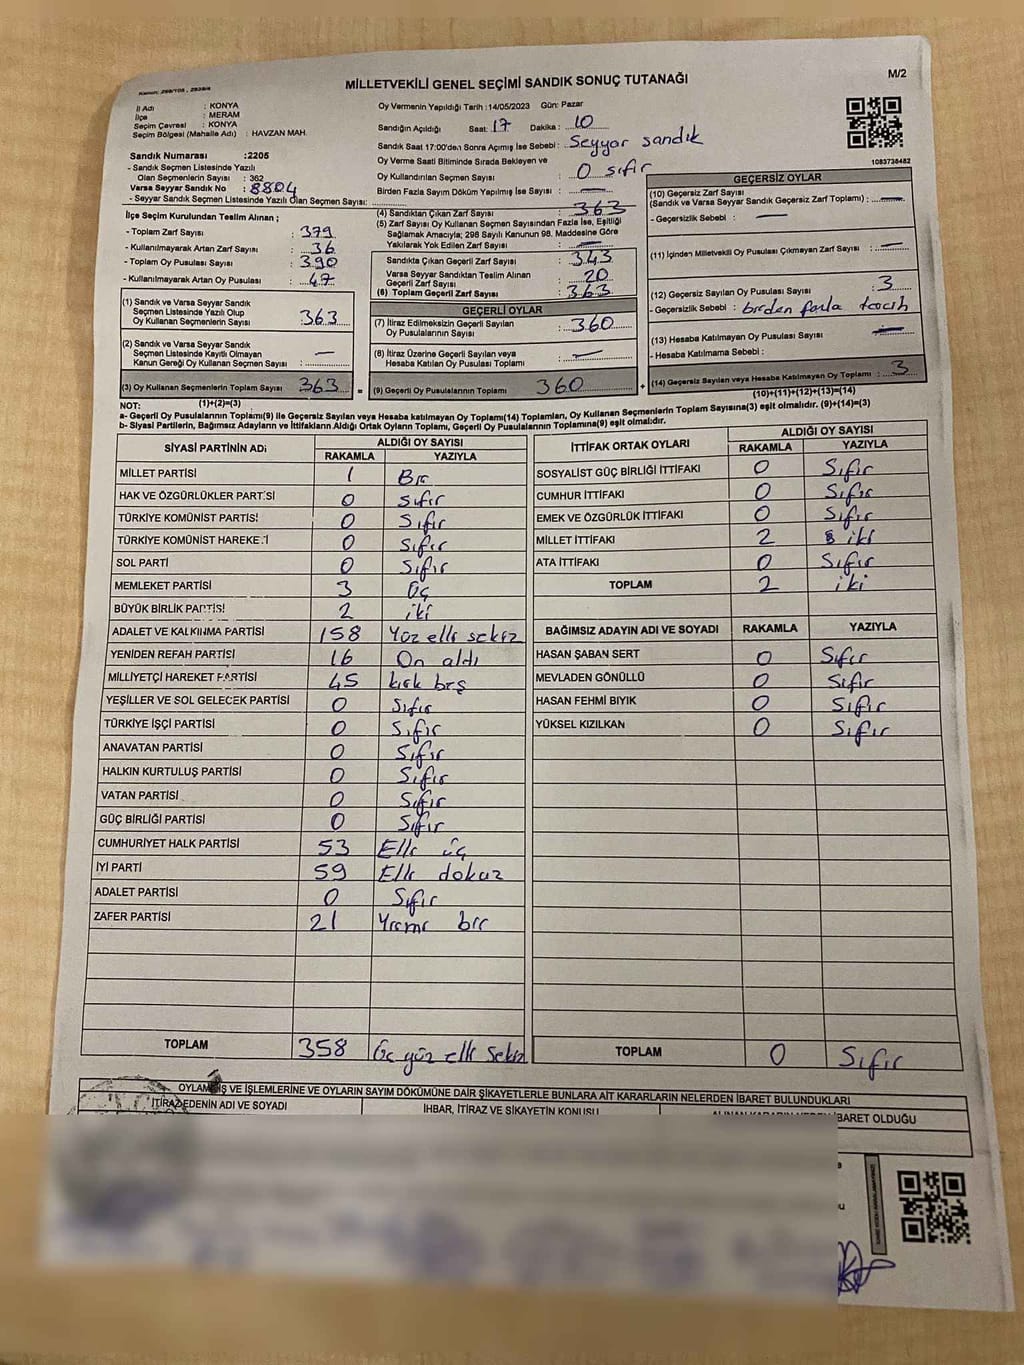 MİLLETVEKİLİ GENEL SEÇİMİ SANDIK SONUÇ TUTANAĞI
M/2
İl Adı : KONYA
İlçe : MERAM
Seçim Çevresi : KONYA
Seçim Bölgesi (Mahalle Adı) : HAVZAN MAH.
Sandık Numarası :2205
- Sandık Seçmen Listesinde Yazılı
Olan Seçmenlerin Sayısı : 362
Varsa Seyyar Sandık No : 8804
- Seyyar Sandık Seçmen Listesinde Yazılı Olan Seçmen Sayısı:
Oy Vermenin Yapıldığı Tarih :14/05/2023 Gün: Pazar
Sandığın Açıldığı Saat: 17 Dakika: 10
Sandık Saat 17:00'den Sonra Açımış İse Sebebi: Seyyar sandık
Oy Verme Saati Bitiminde Sırada Bekleyen ve
Oy Kullandırılan Seçmen Sayısı : 0 sıfır
Birden Fazla Sayım Döküm Yapılmış İse Sayısı : —
1083736482
İlçe Seçim Kurulundan Teslim Alınan ;
- Toplam Zarf Sayısı : 379
- Kullanılmayarak Artan Zarf Sayısı : 36
- Toplam Oy Pusulası Sayısı : 390
- Kullanılmayarak Artan Oy Pusulası : 47
(1) Sandık ve Varsa Seyyar Sandık
Seçmen Listesinde Yazılı Olup
Oy Kullanan Seçmenlerin Sayısı : 363
(2) Sandık ve Varsa Seyyar Sandık
Seçmen Listesinde Kayıtlı Olmayan
Kanun Gereği Oy Kullanan Seçmen Sayısı : —
(3) Oy Kullanan Seçmenlerin Toplam Sayısı : 363
(1)+(2)=(3)
(4) Sandıktan Çıkan Zarf Sayısı : 363
(5) Zarf Sayısı Oy Kullanan Seçmen Sayısından Fazla İse, Eşitliği
Sağlamak Amacıyla; 298 Sayılı Kanunun 98. Maddesine Göre
Yakılarak Yok Edilen Zarf Sayısı : —
Sandıkta Çıkan Geçerli Zarf Sayısı : 343
Varsa Seyyar Sandıktan Teslim Alınan
Geçerli Zarf Sayısı : 20
(6) Toplam Geçerli Zarf Sayısı : 363
GEÇERLİ OYLAR
(7) İtiraz Edilmeksizin Geçerli Sayılan
Oy Pusulalarının Sayısı : 360
(8) İtiraz Üzerine Geçerli Sayılan veya
Hesaba Katılan Oy Pusulası Toplamı : —
= (9) Geçerli Oy Pusulalarının Toplamı 360
GEÇERSİZ OYLAR
(10) Geçersiz Zarf Sayısı
(Sandık ve Varsa Seyyar Sandık Geçersiz Zarf Toplamı) : —
- Geçersizlik Sebebi : —
(11) İçinden Milletvekili Oy Pusulası Çıkmayan Zarf Sayısı : —
(12) Geçersiz Sayılan Oy Pusulası Sayısı : 3
- Geçersizlik Sebebi : birden fazla tercih
(13) Hesaba Katılmayan Oy Pusulası Sayısı : —
- Hesaba Katılmama Sebebi :
+ (14) Geçersiz Sayılan veya Hesaba Katılmayan Oy Toplamı : 3
(10)+(11)+(12)+(13)=(14)
NOT:
a- Geçerli Oy Pusulalarının Toplamı(9) ile Geçersiz Sayılan veya Hesaba katılmayan Oy Toplamı(14) Toplamları, Oy Kullanan Seçmenlerin Toplam Sayısına(3) eşit olmalıdır. (9)+(14)=(3)
b- Siyasi Partilerin, Bağımsız Adayların ve İttifakların Aldığı Ortak Oyların Toplamı, Geçerli Oy Pusulalarının Toplamına(9) eşit olmalıdır.
SİYASİ PARTİNİN ADI ALDIĞI OY SAYISI
RAKAMLA YAZIYLA
MİLLET PARTİSİ 1 Bir
HAK VE ÖZGÜRLÜKLER PARTİSİ 0 Sıfır
TÜRKİYE KOMÜNİST PARTİSİ 0 Sıfır
TÜRKİYE KOMÜNİST HAREKETİ 0 Sıfır
SOL PARTİ 0 Sıfır
MEMLEKET PARTİSİ 3 Üç
BÜYÜK BİRLİK PARTİSİ 2 iki
ADALET VE KALKINMA PARTİSİ 158 Yüz elli sekiz
YENİDEN REFAH PARTİSİ 16 On altı
MİLLİYETÇİ HAREKET PARTİSİ 45 kırk beş
YEŞİLLER VE SOL GELECEK PARTİSİ 0 Sıfır
TÜRKİYE İŞÇİ PARTİSİ 0 Sıfır
ANAVATAN PARTİSİ 0 Sıfır
HALKIN KURTULUŞ PARTİSİ 0 Sıfır
VATAN PARTİSİ 0 Sıfır
GÜÇ BİRLİĞİ PARTİSİ 0 Sıfır
CUMHURİYET HALK PARTİSİ 53 Elli üç
İYİ PARTİ 59 Elli dokuz
ADALET PARTİSİ 0 Sıfır
ZAFER PARTİSİ 21 Yirmi bir
TOPLAM 358 Üç yüz elli sekiz
İTTİFAK ORTAK OYLARI ALDIĞI OY SAYISI
RAKAMLA YAZIYLA
SOSYALİST GÜÇ BİRLİĞİ İTTİFAKI 0 Sıfır
CUMHUR İTTİFAKI 0 Sıfır
EMEK VE ÖZGÜRLÜK İTTİFAKI 0 Sıfır
MİLLET İTTİFAKI 2 iki
ATA İTTİFAKI 0 Sıfır
TOPLAM 2 iki
BAĞIMSIZ ADAYIN ADI VE SOYADI RAKAMLA YAZIYLA
HASAN ŞABAN SERT 0 Sıfır
MEVLADEN GÖNÜLLÜ 0 Sıfır
HASAN FEHMİ BIYIK 0 Sıfır
YÜKSEL KIZILKAN 0 Sıfır
TOPLAM 0 Sıfır
OYLAMA İŞ VE İŞLEMLERİNE VE OYLARIN SAYIM DÖKÜMÜNE DAİR ŞİKAYETLERLE BUNLARA AİT KARARLARIN NELERDEN İBARET BULUNDUKLARI
İTİRAZ EDENİN ADI VE SOYADI
İHBAR, İTİRAZ VE ŞİKAYETİN KONUSU
İBARET OLDUĞU